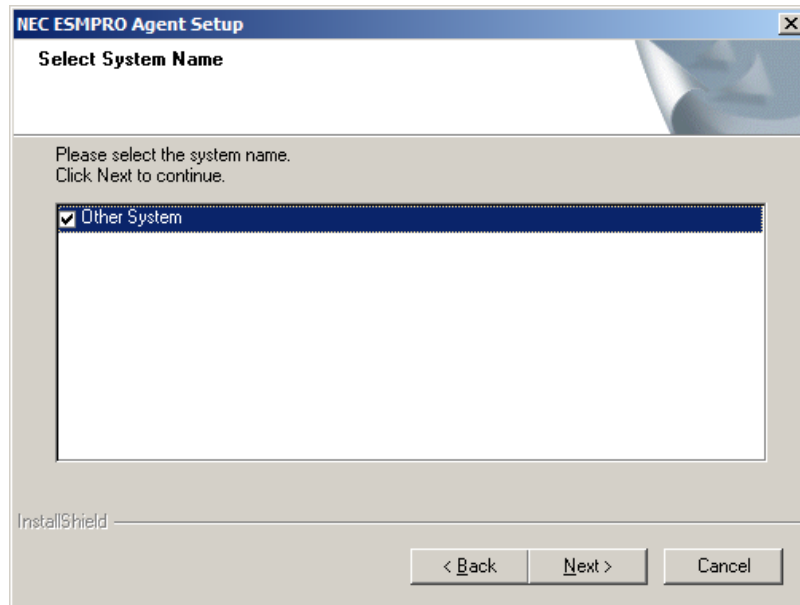 NEC ESMPRO Agent Setup
Select System Name
Please select the system name.
Click Next to continue.
Other System
InstallShield
< Back
Next >
Cancel